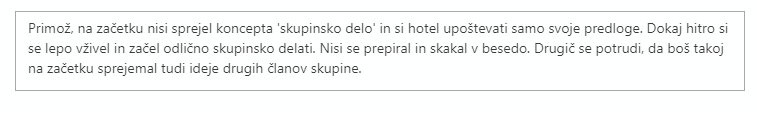 Primož, na začetku nisi sprejel koncepta 'skupinsko delo' in si hotel upoštevati samo svoje predloge. Dokaj hitro si
se lepo vživel in začel odlično skupinsko delati. Nisi se prepiral in skakal v besedo. Drugič se potrudi, da boš takoj
na začetku sprejemal tudi ideje drugih članov skupine.